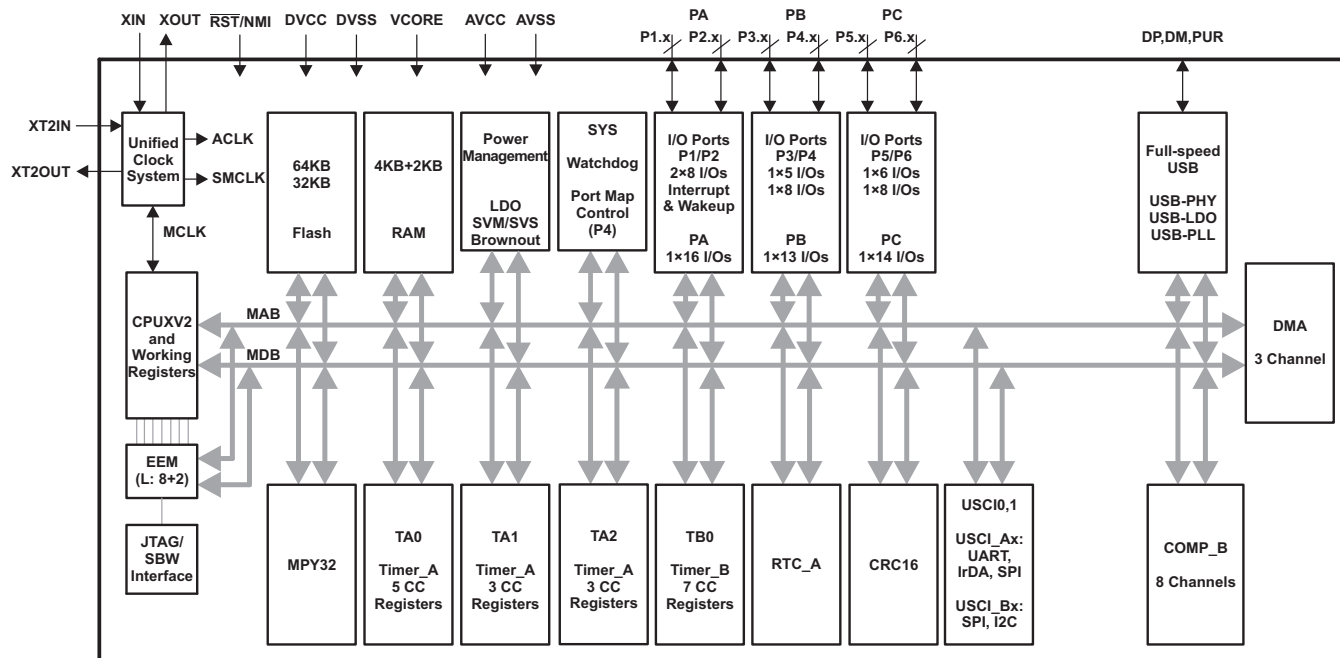 XIN
XOUT
RST/NMI
DVCC
DVSS
VCORE
AVCC
AVSS
PA
PB
PC
P1.x
P2.x
P3.x
P4.x
P5.x
P6.x
DP,DM,PUR
XT2IN
XT2OUT
Unified
Clock
System
ACLK
SMCLK
MCLK
64KB
32KB
Flash
4KB+2KB
RAM
Power
Management
LDO
SVM/SVS
Brownout
SYS
Watchdog
Port Map
Control
(P4)
I/O Ports
P1/P2
2×8 I/Os
Interrupt
& Wakeup
PA
1×16 I/Os
I/O Ports
P3/P4
1×5 I/Os
1×8 I/Os
PB
1×13 I/Os
I/O Ports
P5/P6
1×6 I/Os
1×8 I/Os
PC
1×14 I/Os
Full-speed
USB
USB-PHY
USB-LDO
USB-PLL
CPUXV2
and
Working
Registers
MAB
MDB
DMA
3 Channel
EEM
(L: 8+2)
JTAG/
SBW
Interface
MPY32
TA0
Timer_A
5 CC
Registers
TA1
Timer_A
3 CC
Registers
TA2
Timer_A
3 CC
Registers
TB0
Timer_B
7 CC
Registers
RTC_A
CRC16
USCI0,1
USCI_Ax:
UART,
IrDA, SPI
USCI_Bx:
SPI, I2C
COMP_B
8 Channels